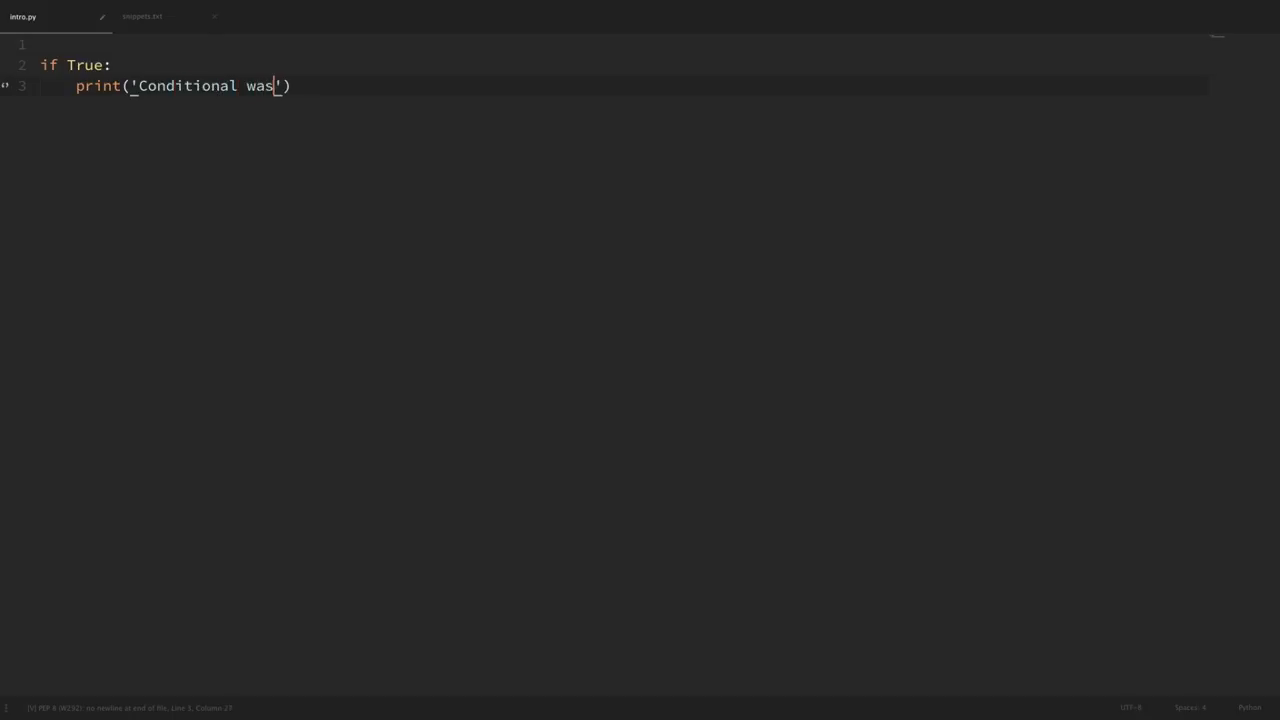 intro.py
snippets.txt
1
2 if True:
3 print('Conditional was')
[V] PEP 8 (W292): no newline at end of file, Line 3, Column 27
UTF-8
Spaces: 4
Python